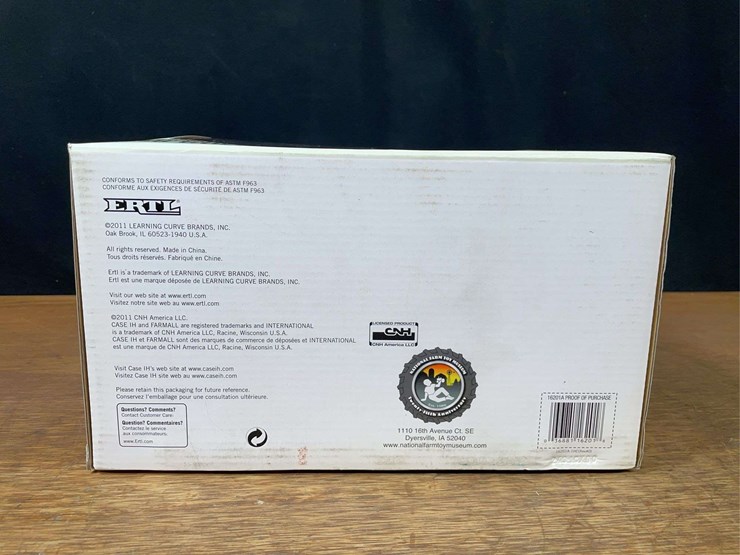 CONFORMS TO SAFETY REQUIREMENTS OF ASTM F963
CONFORME AUX EXIGENCES DE SÉCURITÉ DE ASTM F963
ERTL
©2011 LEARNING CURVE BRANDS, INC.
Oak Brook, IL 60523-1940 U.S.A.
All rights reserved. Made in China.
Tous droits réservés. Fabriqué en Chine.
Ertl is a trademark of LEARNING CURVE BRANDS, INC.
Ertl est une marque déposée de LEARNING CURVE BRANDS, INC.
Visit our web site at www.ertl.com
Visitez notre site web au www.ertl.com
©2011 CNH America LLC.
CASE IH and FARMALL are registered trademarks and INTERNATIONAL
is a trademark of CNH America LLC, Racine, Wisconsin U.S.A.
CASE IH et FARMALL sont des marques de commerce de déposées et INTERNATIONAL
est une marque de CNH America LLC, Racine, Wisconsin U.S.A.
Visit Case IH's web site at www.caseih.com
Visitez Case IH site web au www.caseih.com
Please retain this packaging for future reference.
Conservez l'emballage pour une consultation ultérieure.
Questions? Comments?
Contact Customer Care:
Question? Commentaires?
Contactez le service
aux consommateurs.
www.Ertl.com
LICENSED PRODUCT
CNH
CNH America LLC
NATIONAL FARM TOY MUSEUM
Twenty-fifth Anniversary
1110 16th Avenue Ct. SE
Dyersville, IA 52040
www.nationalfarmtoymuseum.com
16201A PROOF OF PURCHASE